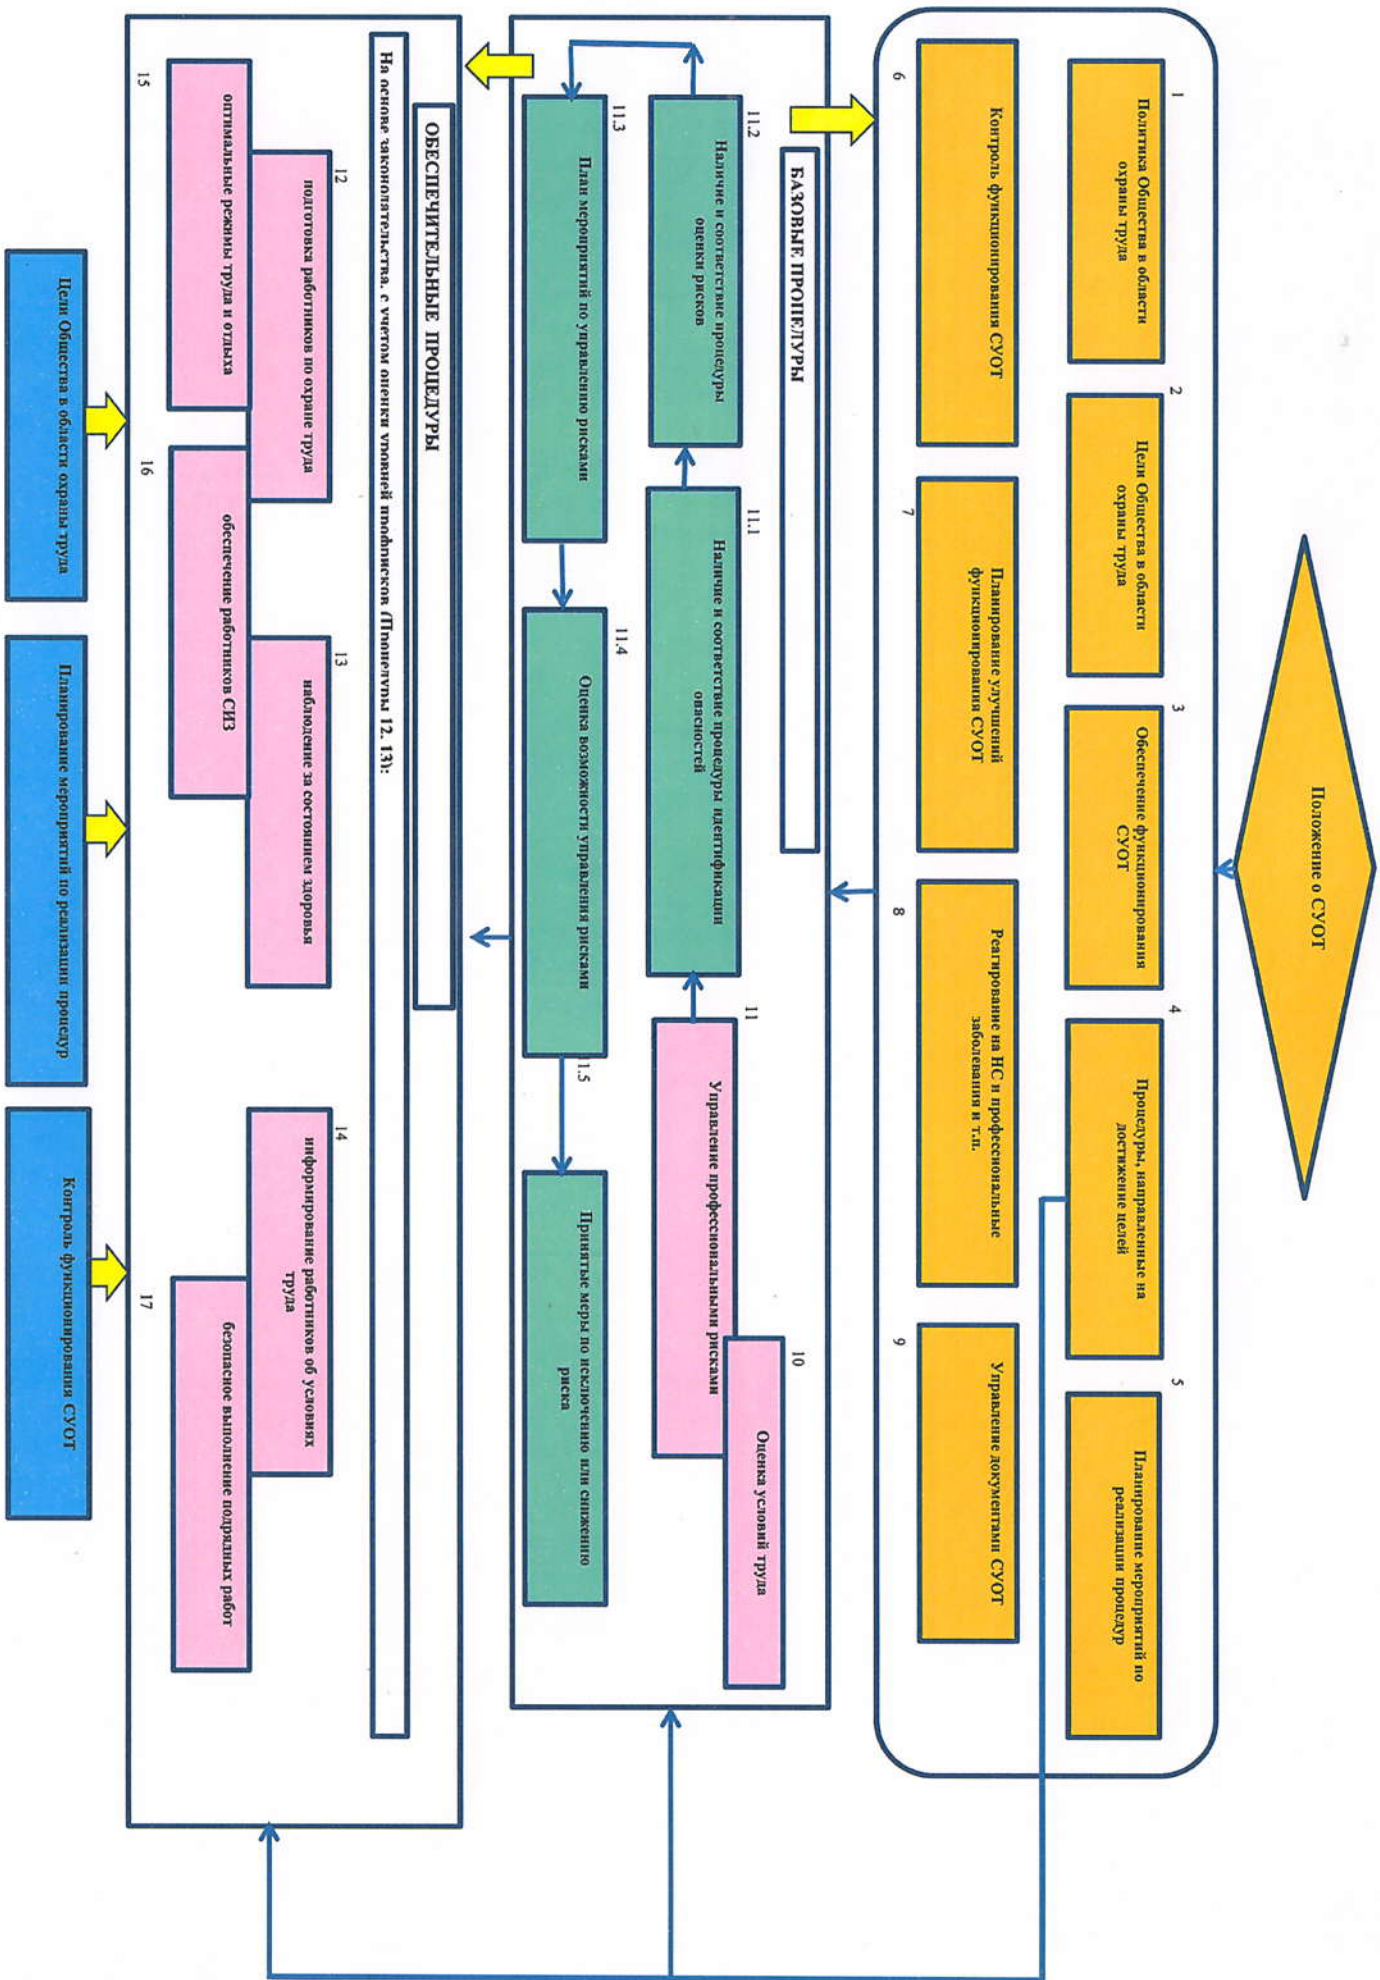 Положение о СУОТ
1
Политика Общества в области
охраны труда
2
Цели Общества в области
охраны труда
3
Обеспечение функционирования
СУОТ
4
Процедуры, направленные на
достижение целей
5
Планирование мероприятий по
реализации процедур
6
Контроль функционирования СУОТ
7
Планирование улучшений
функционирования СУОТ
8
Реагирование на НС и профессиональные
заболевания и т.п.
9
Управление документами СУОТ
БАЗОВЫЕ ПРОЦЕДУРЫ
10
Оценка условий труда
11.2
Наличие и соответствие процедуры
оценки рисков
11.1
Наличие и соответствие процедуры идентификации
опасностей
11
Управление профессиональными рисками
11.3
План мероприятий по управлению рисками
11.4
Оценка возможности управления рисками
11.5
Принятые меры по исключению или снижению
риска
ОБЕСПЕЧИТЕЛЬНЫЕ ПРОЦЕДУРЫ
На основе законодательства, с учетом оценки уровней профрисков (Процедуры 12, 13):
12
подготовка работников по охране труда
13
наблюдение за состоянием здоровья
14
информирование работников об условиях
труда
15
оптимальные режимы труда и отдыха
16
обеспечение работников СИЗ
17
безопасное выполнение подрядных работ
Цели Общества в области охраны труда
Планирование мероприятий по реализации процедур
Контроль функционирования СУОТ